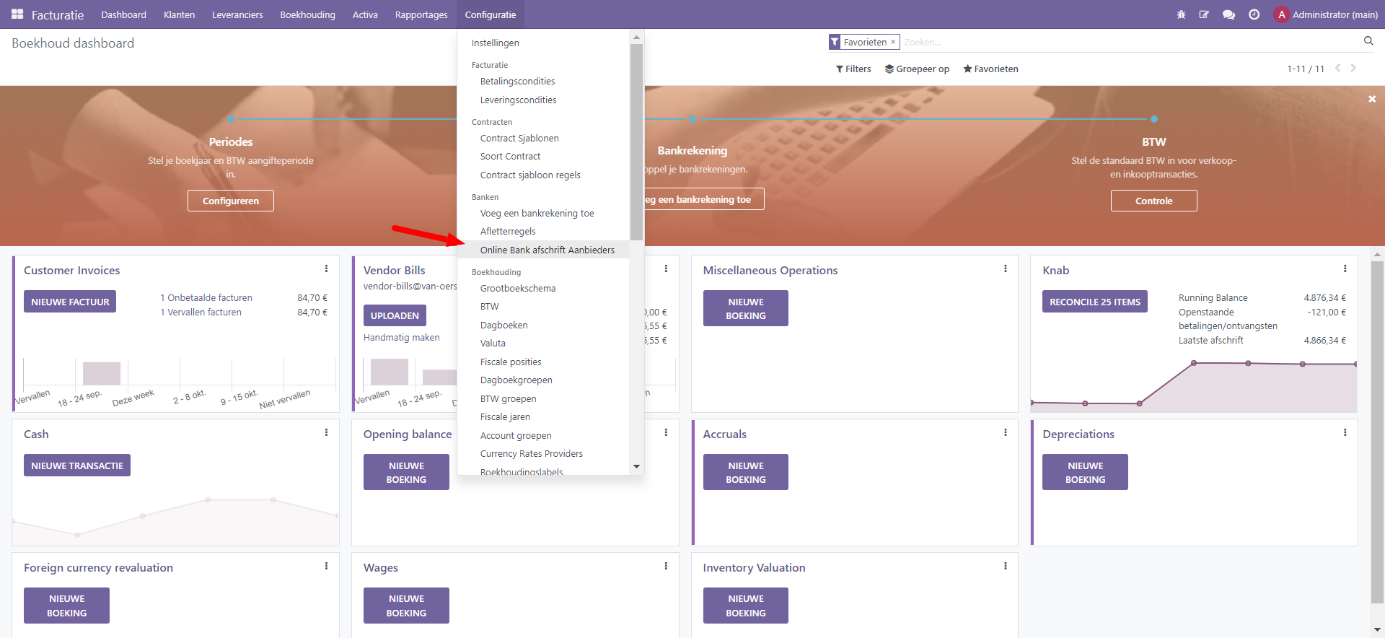 Facturatie Dashboard Klanten Leveranciers Boekhouding Activa Rapportages Configuratie A Administrator (main)
Boekhoud dashboard
Favorieten × Zoeken...
Filters Groepeer op Favorieten 1-11 / 11
Instellingen
Facturatie
Betalingscondities
Leveringscondities
Contracten
Contract Sjablonen
Soort Contract
Contract sjabloon regels
Banken
Voeg een bankrekening toe
Afletterregels
Online Bank afschrift Aanbieders
Boekhouding
Grootboekschema
BTW
Dagboeken
Valuta
Fiscale posities
Dagboekgroepen
BTW groepen
Fiscale jaren
Account groepen
Currency Rates Providers
Boekhoudingslabels
Periodes
Stel je boekjaar en BTW aangifteperiode
in.
Configureren
Bankrekening
oppel je bankrekeningen.
eg een bankrekening toe
BTW
Stel de standaard BTW in voor verkoop-
en inkooptransacties.
Controle
Customer Invoices
NIEUWE FACTUUR
1 Onbetaalde facturen 84,70 €
1 Vervallen facturen 84,70 €
Vervallen 18 - 24 sep. Deze week 2 - 8 okt. 9 - 15 okt. Niet vervallen
Vendor Bills
vendor-bills@van-oers
UPLOADEN
Handmatig maken
0,00 €
5,55 €
5,55 €
Vervallen 18 - 24 sep.
Miscellaneous Operations
NIEUWE
BOEKING
Knab
RECONCILE 25 ITEMS
Running Balance 4.876,34 €
Openstaande -121,00 €
betalingen/ontvangsten
Laatste afschrift 4.866,34 €
Cash
NIEUWE TRANSACTIE
Opening balance
NIEUWE
BOEKING
Accruals
NIEUWE
BOEKING
Depreciations
NIEUWE
BOEKING
Foreign currency revaluation
NIEUWE
BOEKING
Wages
NIEUWE
BOEKING
Inventory Valuation
NIEUWE
BOEKING